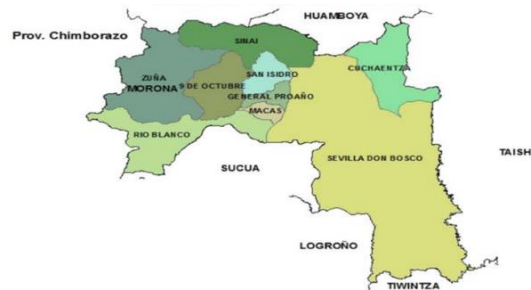 HUAMBOYA
Prov. Chimborazo
SINAI
CUCHAENTZA
SAN ISIDRO
ZUÑA
9 DE OCTUBRE
MORONA
GENERAL PROAÑO
MACAS
RIO BLANCO
SEVILLA DON BOSCO
TAISH
SUCUA
LOGROÑO
TIWINTZA